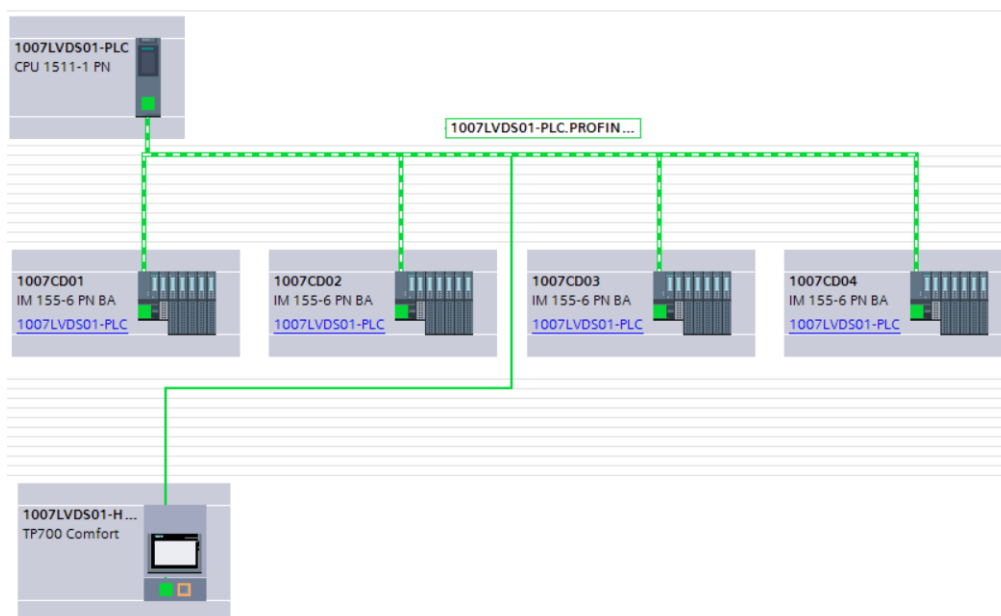 1007LVDS01-PLC
CPU 1511-1 PN
1007LVDS01-PLC.PROFIN...
1007CD01
IM 155-6 PN BA
1007LVDS01-PLC
1007CD02
IM 155-6 PN BA
1007LVDS01-PLC
1007CD03
IM 155-6 PN BA
1007LVDS01-PLC
1007CD04
IM 155-6 PN BA
1007LVDS01-PLC
1007LVDS01-H...
TP700 Comfort